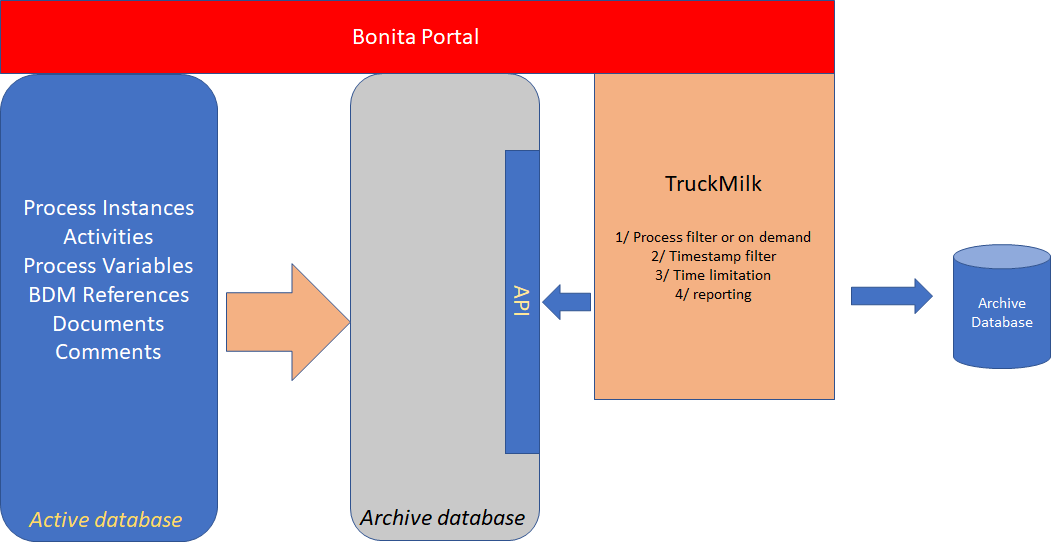 Bonita Portal
Process Instances
Activities
Process Variables
BDM References
Documents
Comments
Active database
Archive database
API
TruckMilk
1/ Process filter or on demand
2/ Timestamp filter
3/ Time limitation
4/ reporting
Archive
Database